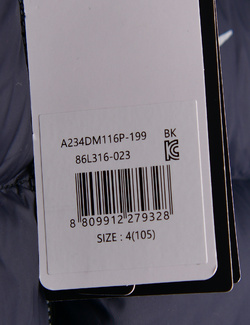 A234DM116P-199 BK
86L316-023
8 809912 279328
SIZE : 4(105)